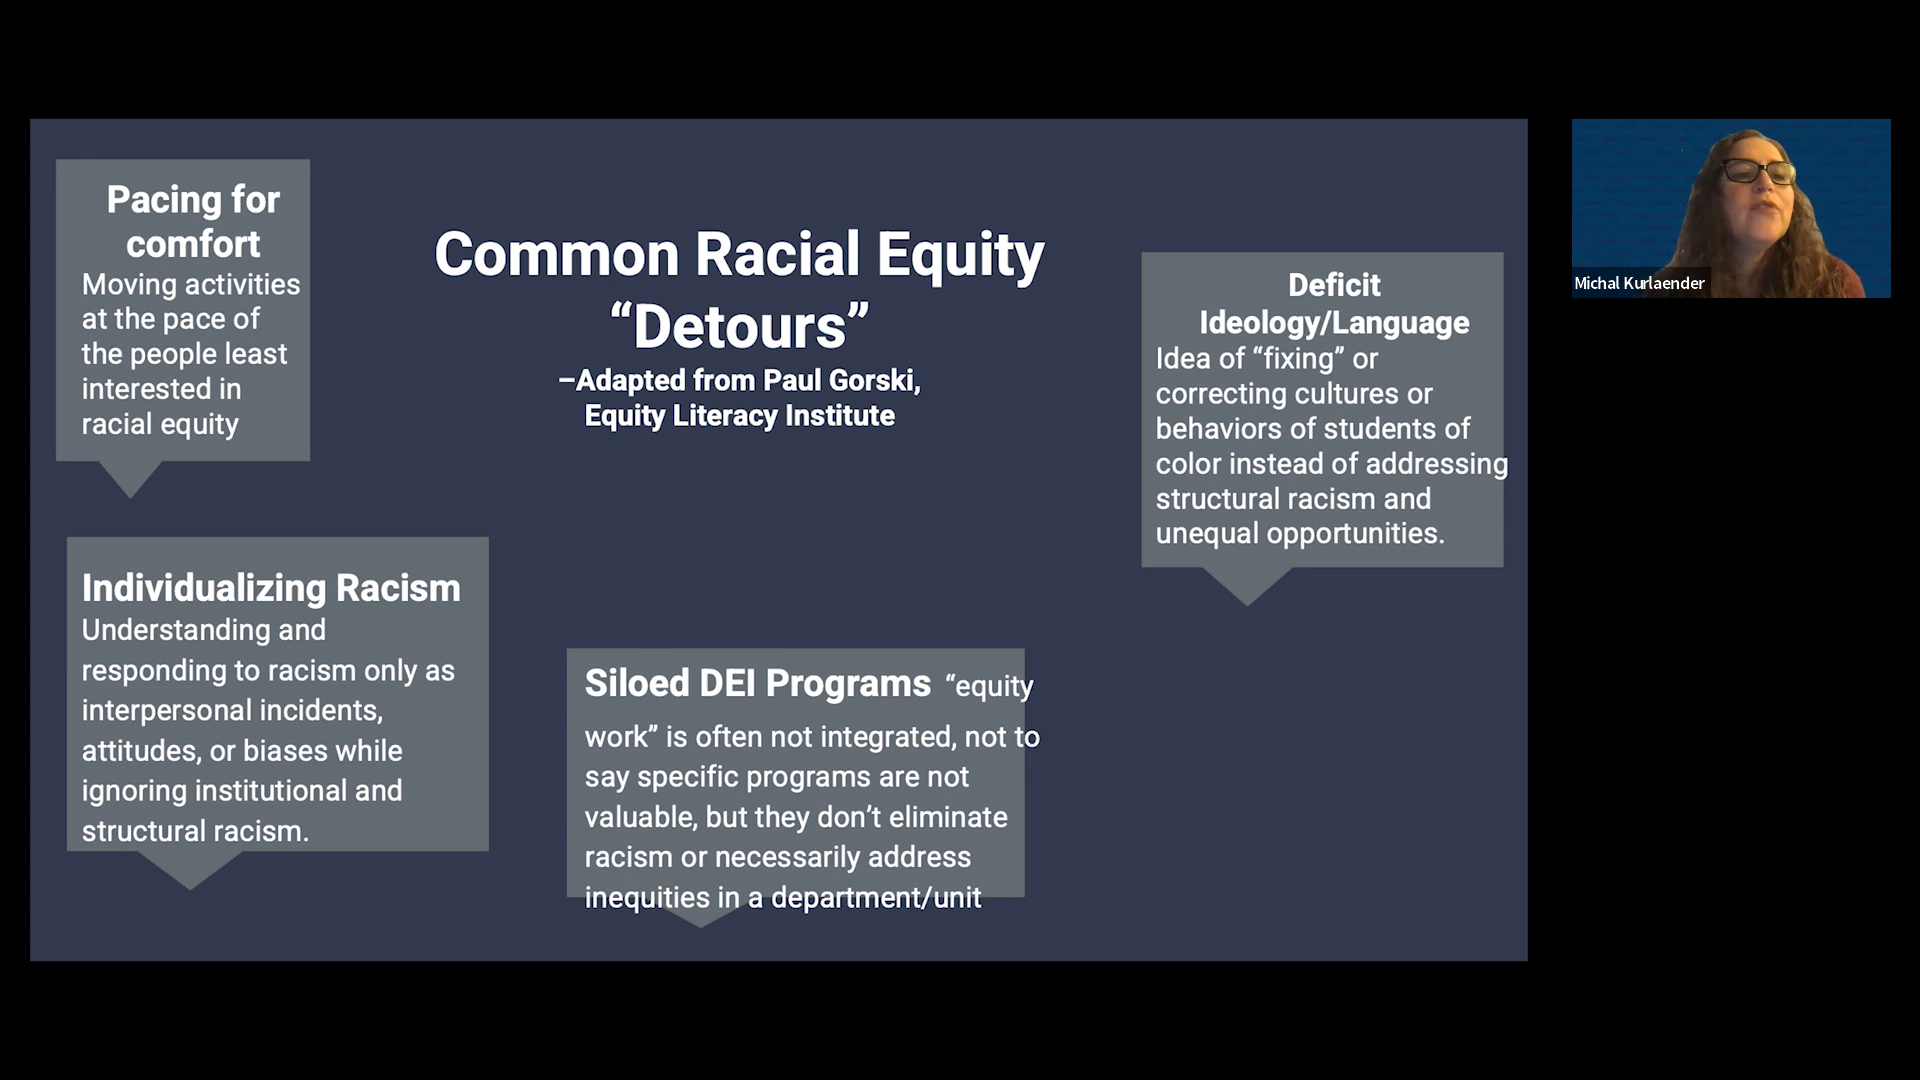 Pacing for
comfort
Moving activities
at the pace of
the people least
interested in
racial equity
Common Racial Equity
“Detours”
–Adapted from Paul Gorski,
Equity Literacy Institute
Deficit
Ideology/Language
Idea of “fixing” or
correcting cultures or
behaviors of students of
color instead of addressing
structural racism and
unequal opportunities.
Individualizing Racism
Understanding and
responding to racism only as
interpersonal incidents,
attitudes, or biases while
ignoring institutional and
structural racism.
Siloed DEI Programs “equity
work” is often not integrated, not to
say specific programs are not
valuable, but they don’t eliminate
racism or necessarily address
inequities in a department/unit
Michal Kurlaender